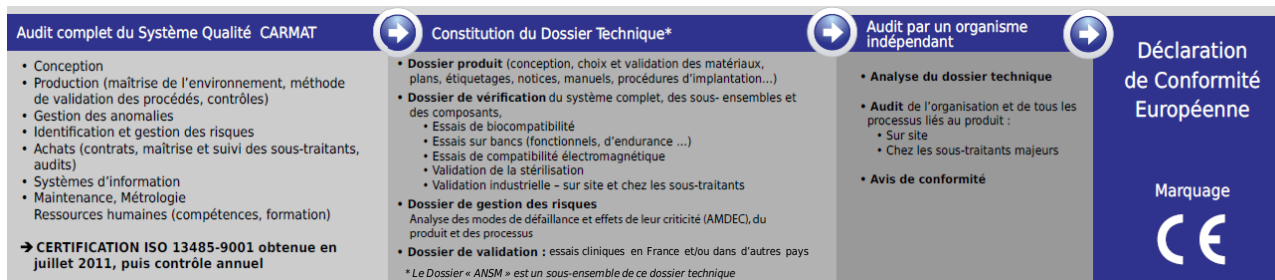 Audit complet du Système Qualité CARMAT
• Conception
• Production (maîtrise de l'environnement, méthode
de validation des procédés, contrôles)
• Gestion des anomalies
• Identification et gestion des risques
• Achats (contrats, maîtrise et suivi des sous-traitants,
audits)
• Systèmes d'information
• Maintenance, Métrologie
Ressources humaines (compétences, formation)
➔ CERTIFICATION ISO 13485-9001 obtenue en
juillet 2011, puis contrôle annuel
Constitution du Dossier Technique*
• Dossier produit (conception, choix et validation des matériaux,
plans, étiquetages, notices, manuels, procédures d'implantation…)
• Dossier de vérification du système complet, des sous- ensembles et
des composants,
• Essais de biocompatibilité
• Essais sur bancs (fonctionnels, d'endurance …)
• Essais de compatibilité électromagnétique
• Validation de la stérilisation
• Validation industrielle – sur site et chez les sous-traitants
• Dossier de gestion des risques
Analyse des modes de défaillance et effets de leur criticité (AMDEC), du
produit et des processus
• Dossier de validation : essais cliniques en France et/ou dans d'autres pays
* Le Dossier « ANSM » est un sous-ensemble de ce dossier technique
Audit par un organisme
indépendant
• Analyse du dossier technique
• Audit de l'organisation et de tous les
processus liés au produit :
• Sur site
• Chez les sous-traitants majeurs
• Avis de conformité
Déclaration
de Conformité
Européenne
Marquage
CE